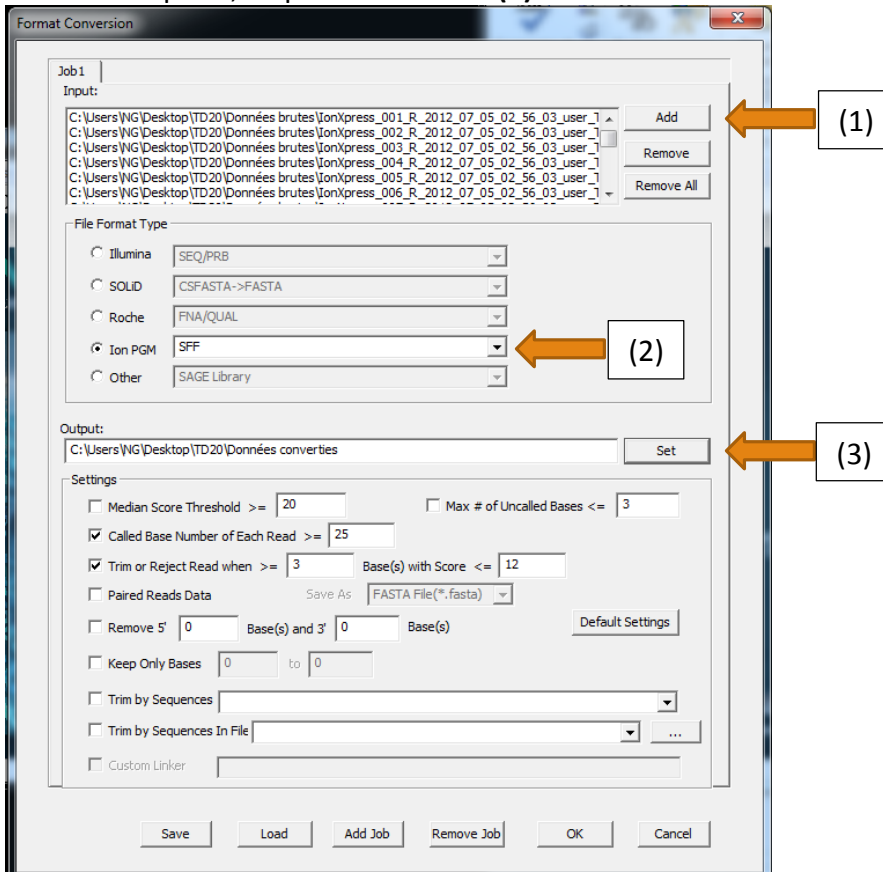 Format Conversion
Job1
Input:
C:\Users\NG\Desktop\TD20\Données brutes\IonXpress_001_R_2012_07_05_02_56_03_user_T
C:\Users\NG\Desktop\TD20\Données brutes\IonXpress_002_R_2012_07_05_02_56_03_user_T
C:\Users\NG\Desktop\TD20\Données brutes\IonXpress_003_R_2012_07_05_02_56_03_user_T
C:\Users\NG\Desktop\TD20\Données brutes\IonXpress_004_R_2012_07_05_02_56_03_user_T
C:\Users\NG\Desktop\TD20\Données brutes\IonXpress_005_R_2012_07_05_02_56_03_user_T
C:\Users\NG\Desktop\TD20\Données brutes\IonXpress_006_R_2012_07_05_02_56_03_user_T
Add
(1)
Remove
Remove All
File Format Type
Illumina SEQ/PRB
SOLiD CSFASTA->FASTA
Roche FNA/QUAL
Ion PGM SFF
(2)
Other SAGE Library
Output:
C:\Users\NG\Desktop\TD20\Données converties Set
(3)
Settings
Median Score Threshold >= 20 Max # of Uncalled Bases <= 3
Called Base Number of Each Read >= 25
Trim or Reject Read when >= 3 Base(s) with Score <= 12
Paired Reads Data Save As FASTA File(*.fasta)
Remove 5' 0 Base(s) and 3' 0 Base(s) Default Settings
Keep Only Bases 0 to 0
Trim by Sequences
Trim by Sequences In File ...
Custom Linker
Save Load Add Job Remove Job OK Cancel